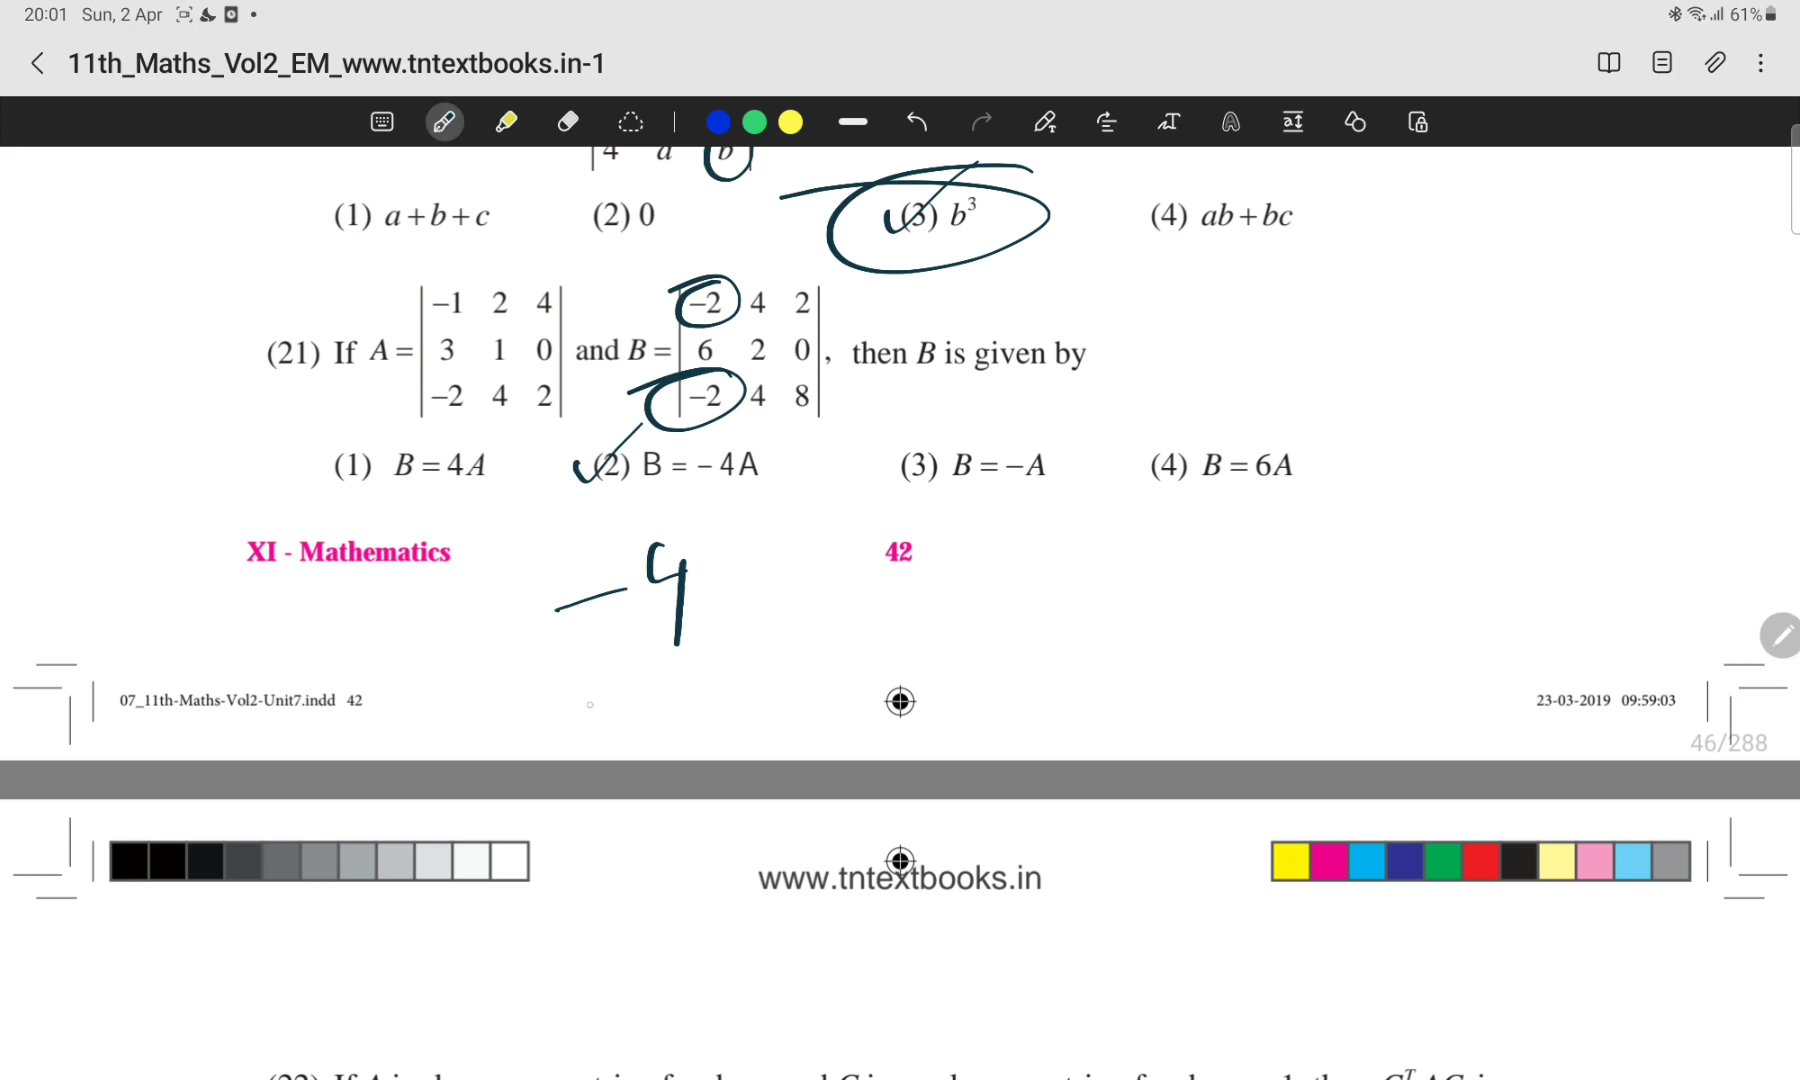 20:01 Sun, 2 Apr
61%
11th_Maths_Vol2_EM_www.tntextbooks.in-1
4 a b
(1) a+b+c (2) 0 (3) b³ (4) ab+bc
(21) If A = | −1 2 4 | and B = | −2 4 2 |, then B is given by
| 3 1 0 | | 6 2 0 |
| −2 4 2 | | −2 4 8 |
(1) B = 4A (2) B = − 4A (3) B = −A (4) B = 6A
XI - Mathematics 42
− 4
07_11th-Maths-Vol2-Unit7.indd 42 23-03-2019 09:59:03
46/288
www.tntextbooks.in